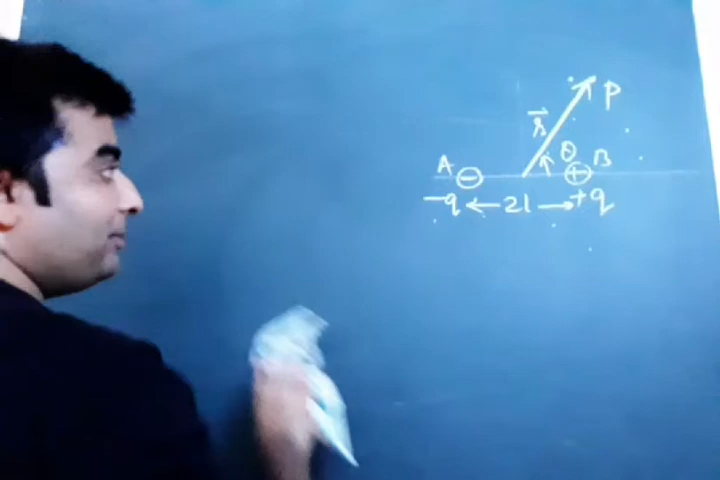 P
r⃗
A ⊖ θ ⊕ B
-q ← 2l → +q